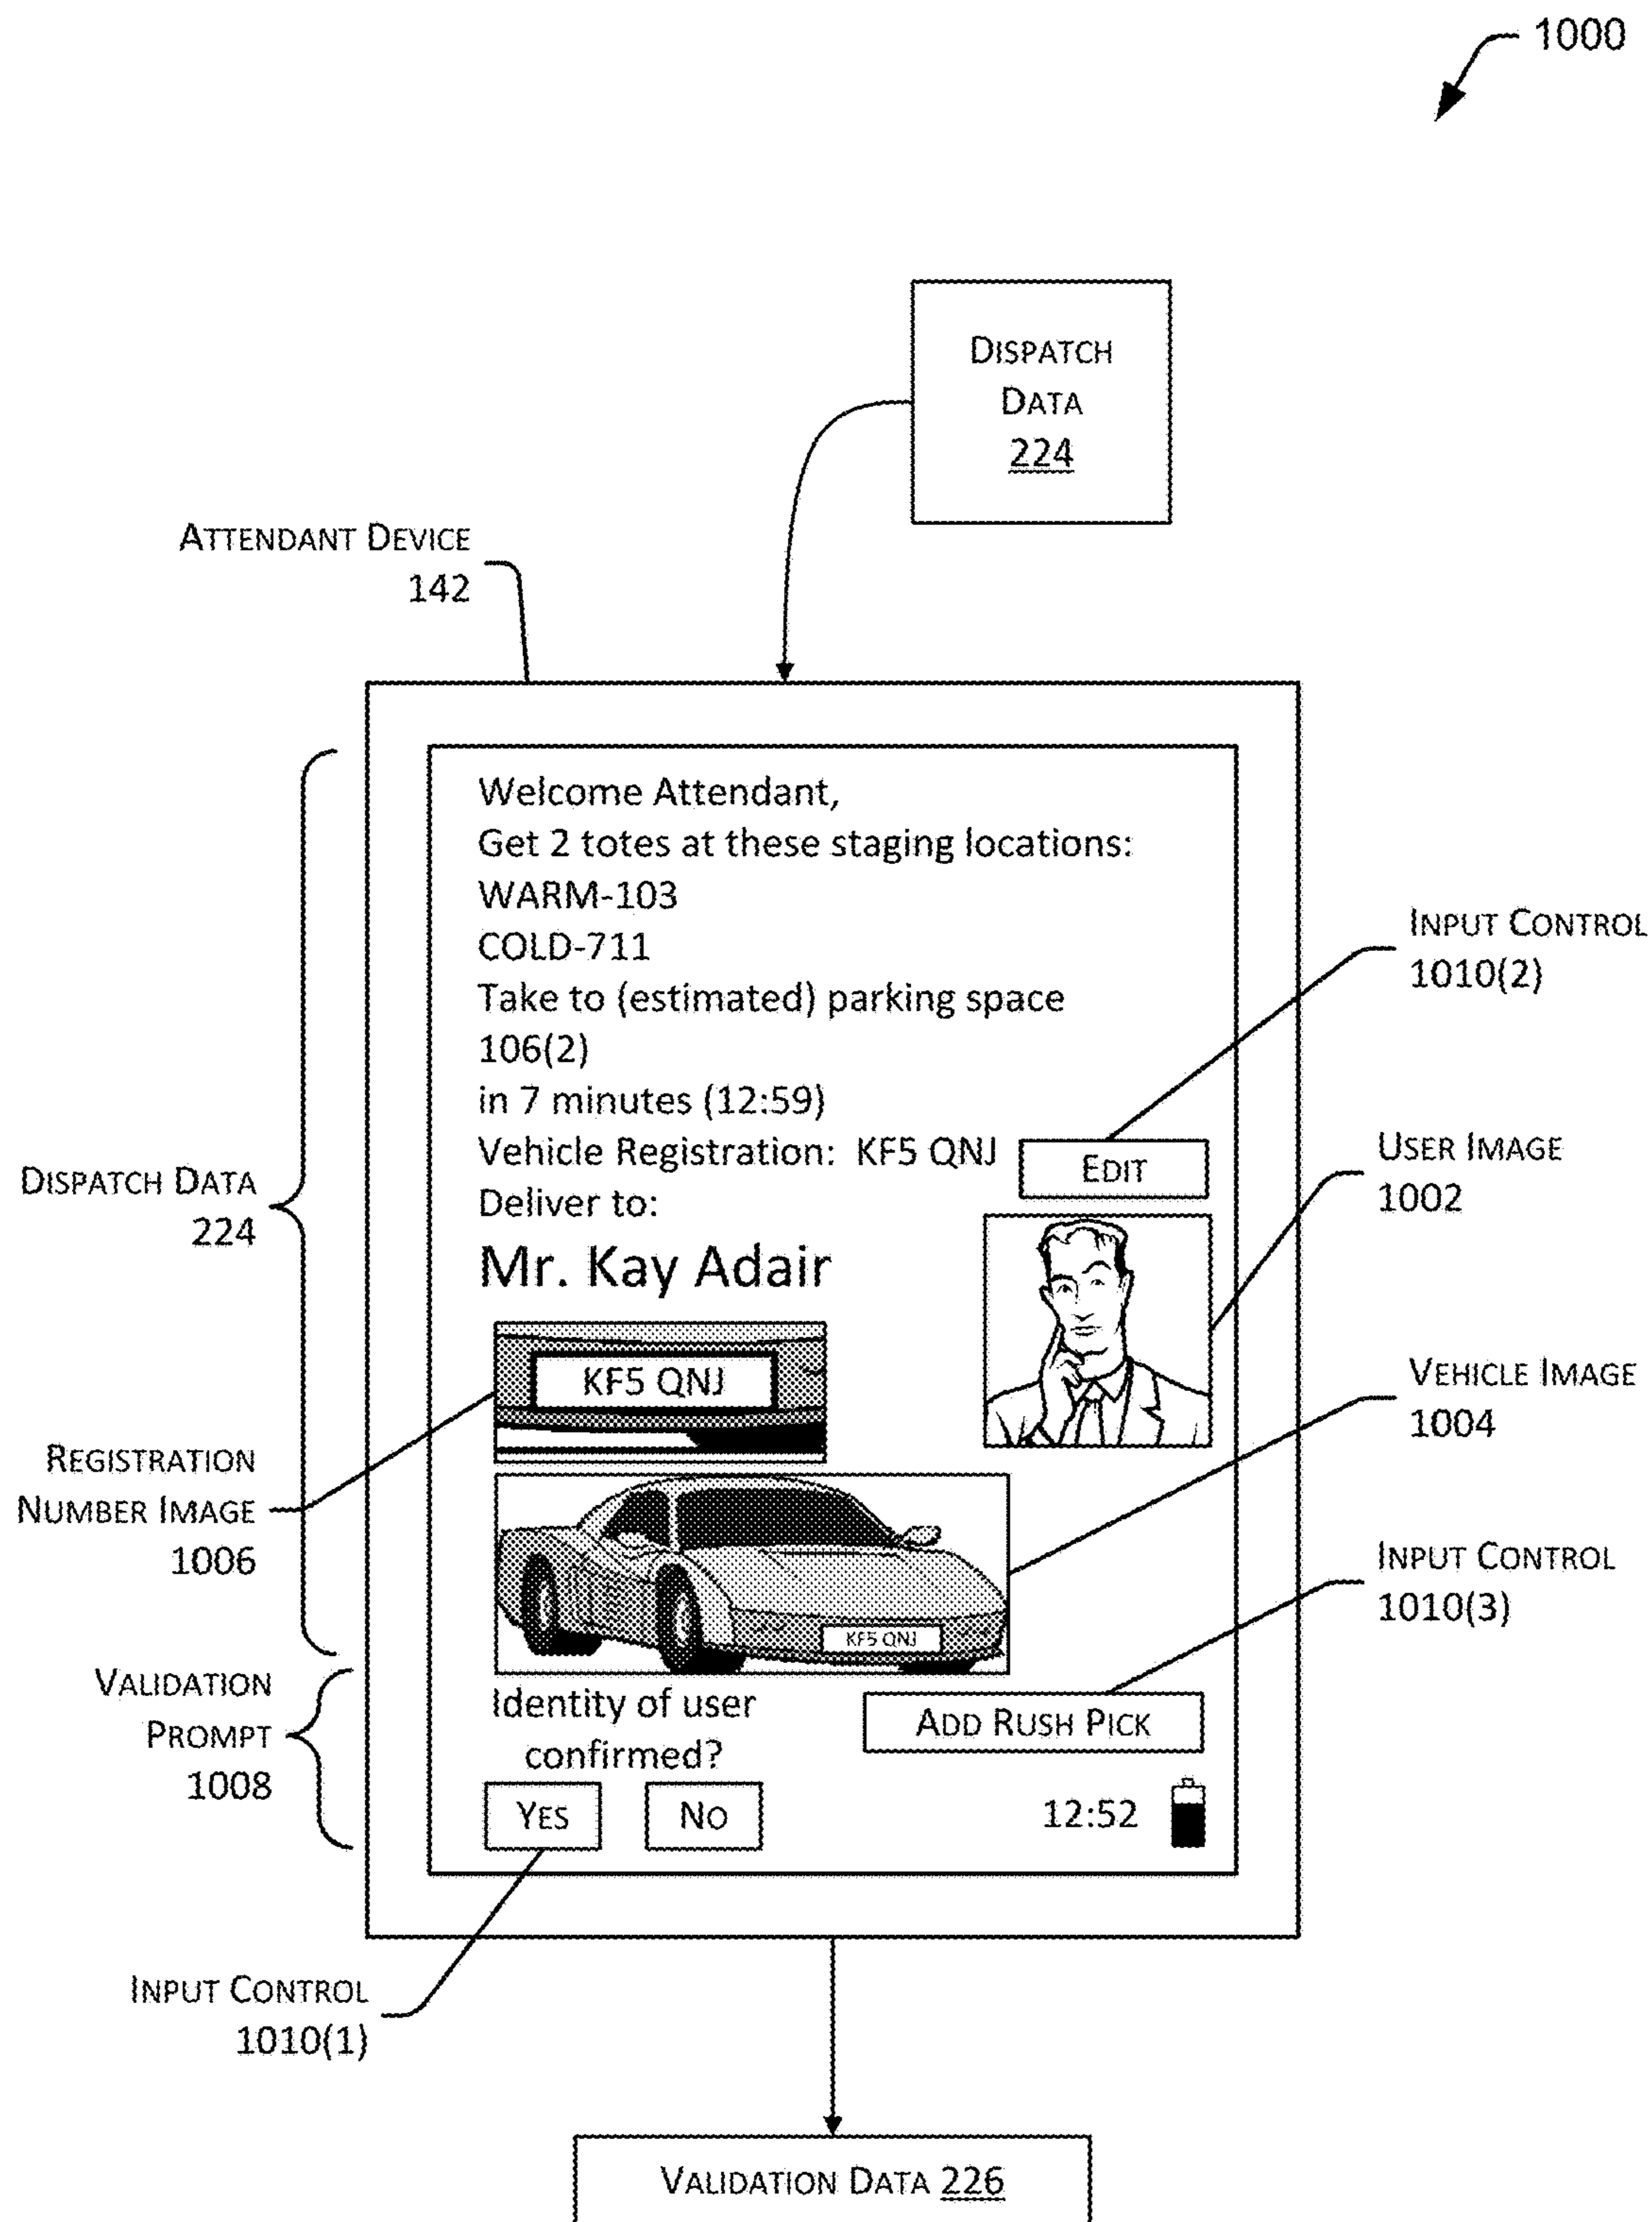 1000
DISPATCH
DATA
224
ATTENDANT DEVICE
142
Welcome Attendant,
Get 2 totes at these staging locations:
WARM-103
COLD-711
Take to (estimated) parking space
106(2)
in 7 minutes (12:59)
Vehicle Registration: KF5 QNJ
EDIT
Deliver to:
Mr. Kay Adair
KF5 QNJ
KF5 QNJ
Identity of user
confirmed?
ADD RUSH PICK
YES
NO
12:52
INPUT CONTROL
1010(2)
USER IMAGE
1002
VEHICLE IMAGE
1004
INPUT CONTROL
1010(3)
DISPATCH DATA
224
REGISTRATION
NUMBER IMAGE
1006
VALIDATION
PROMPT
1008
INPUT CONTROL
1010(1)
VALIDATION DATA 226